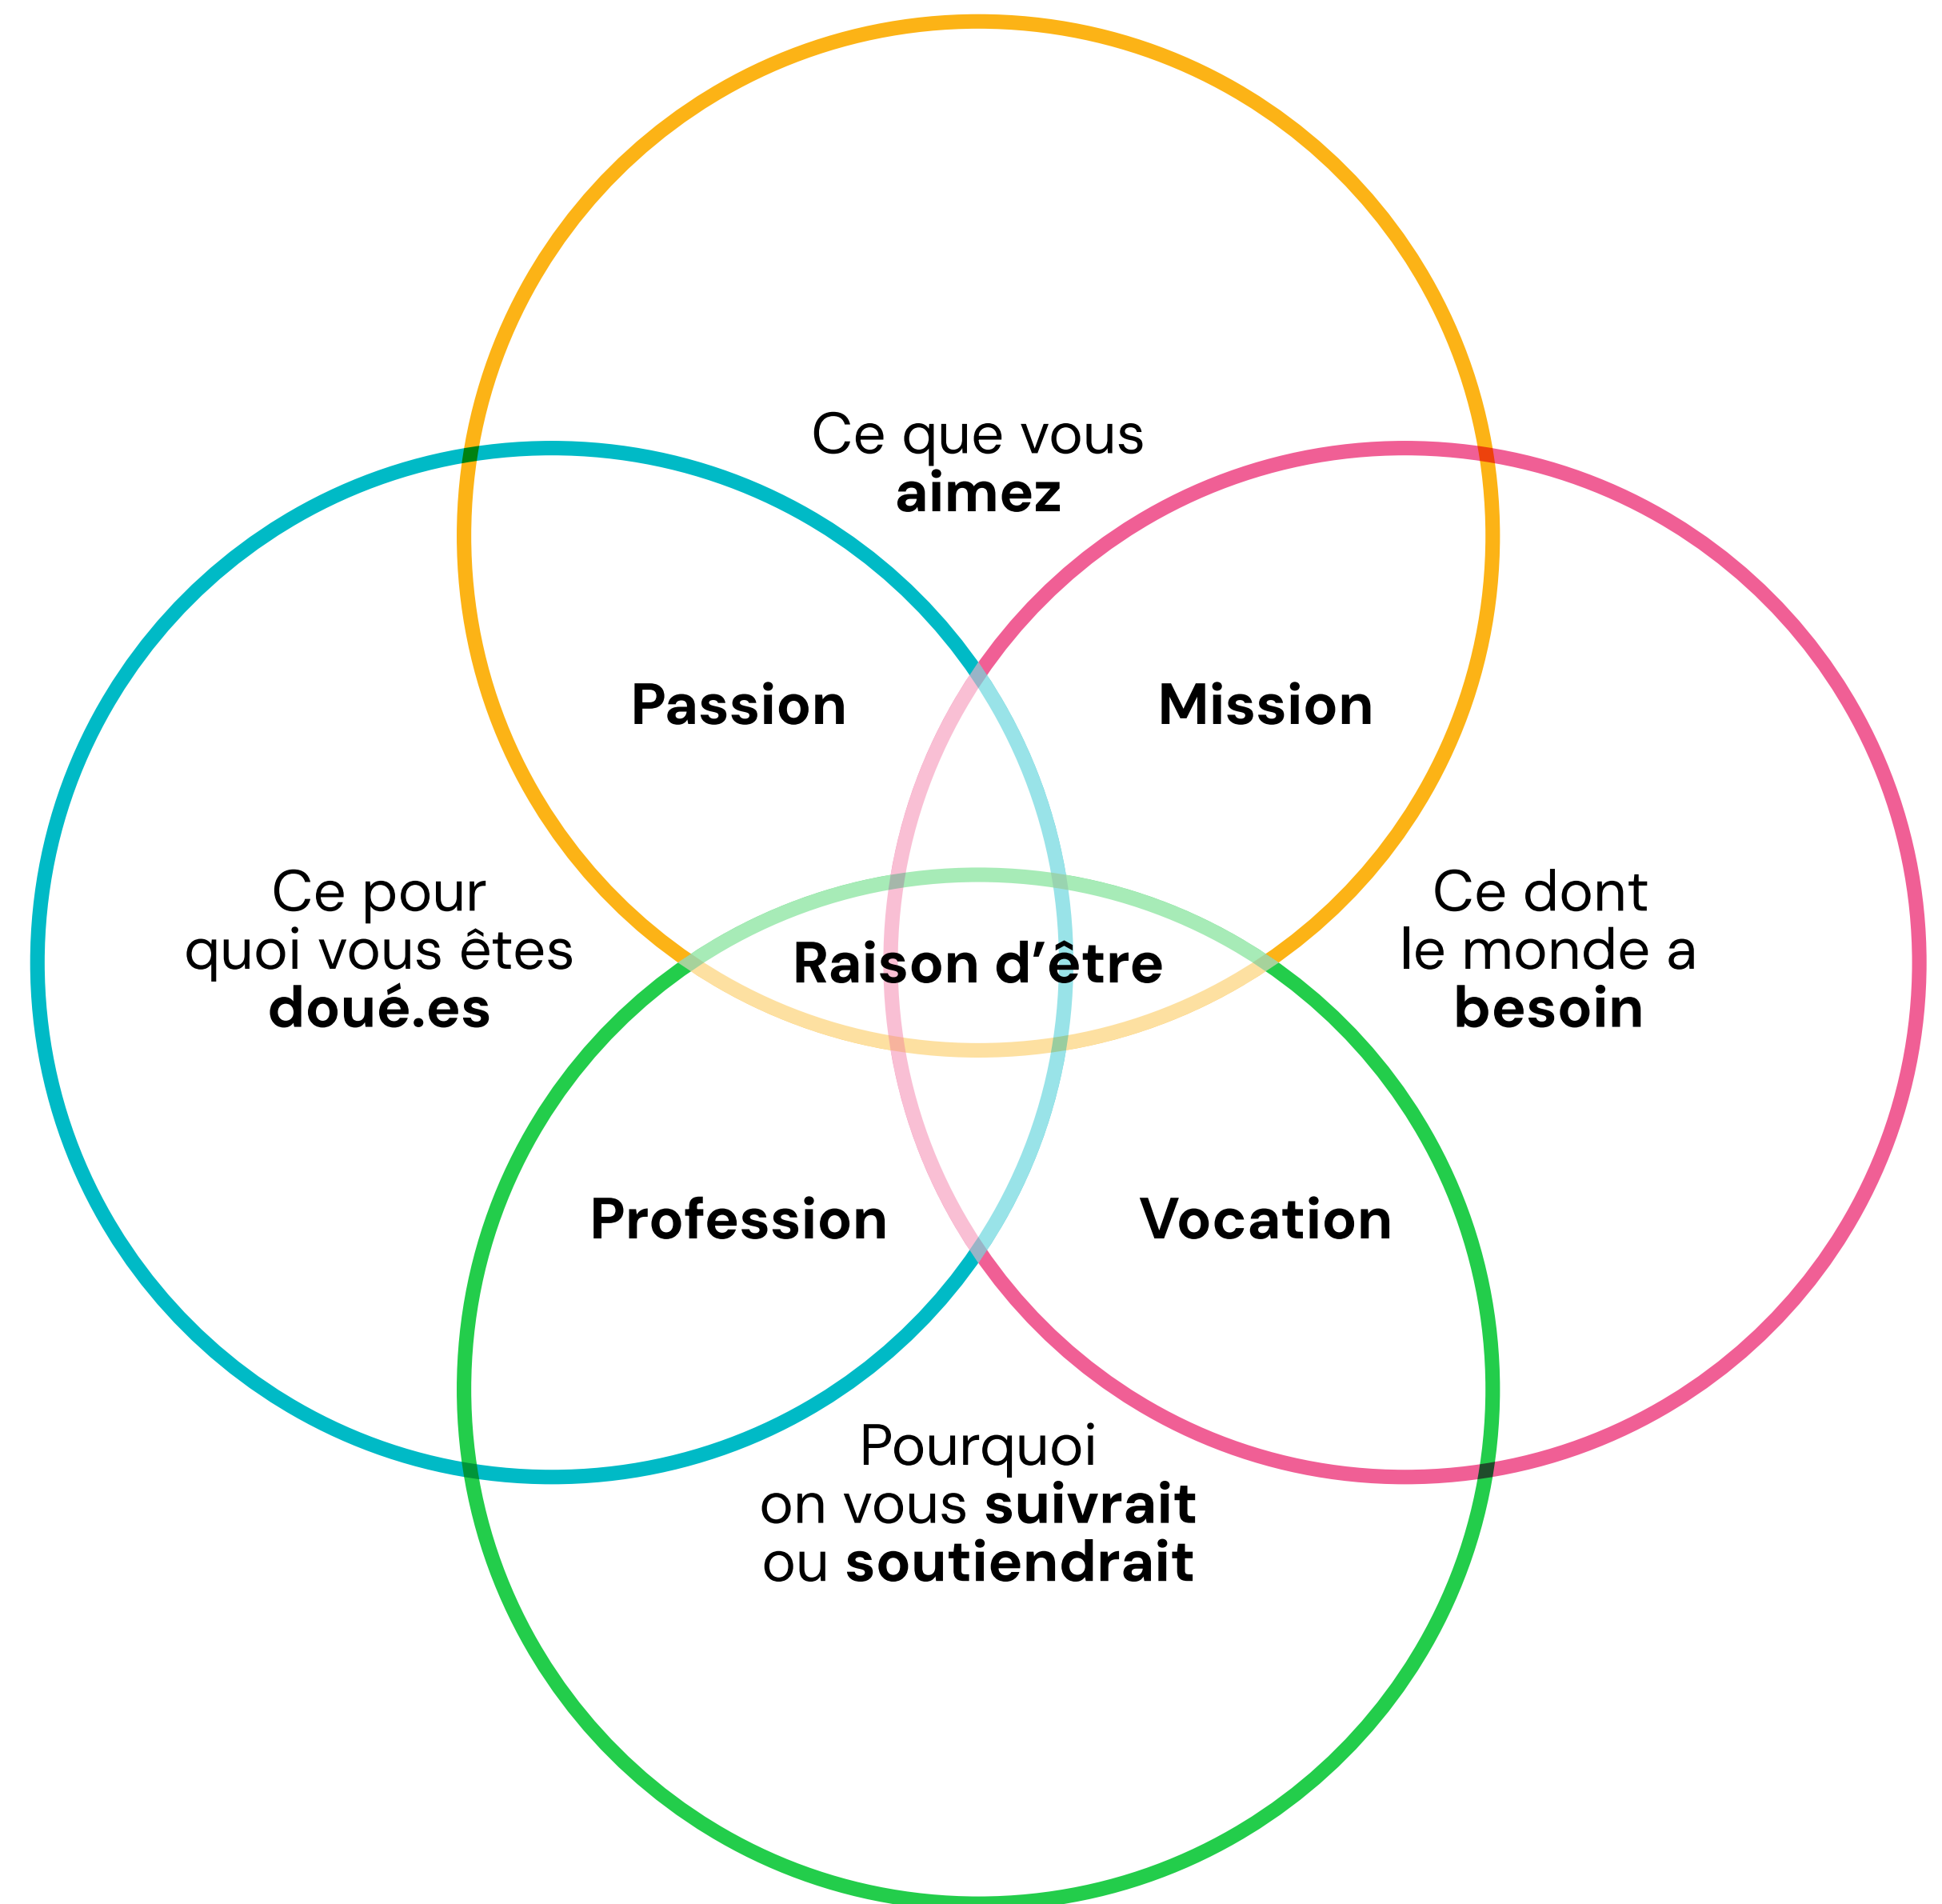 Ce que vous
aimez
Passion
Mission
Ce pour
quoi vous êtes
doué.es
Raison d’être
Ce dont
le monde a
besoin
Profession
Vocation
Pourquoi
on vous suivrait
ou soutiendrait